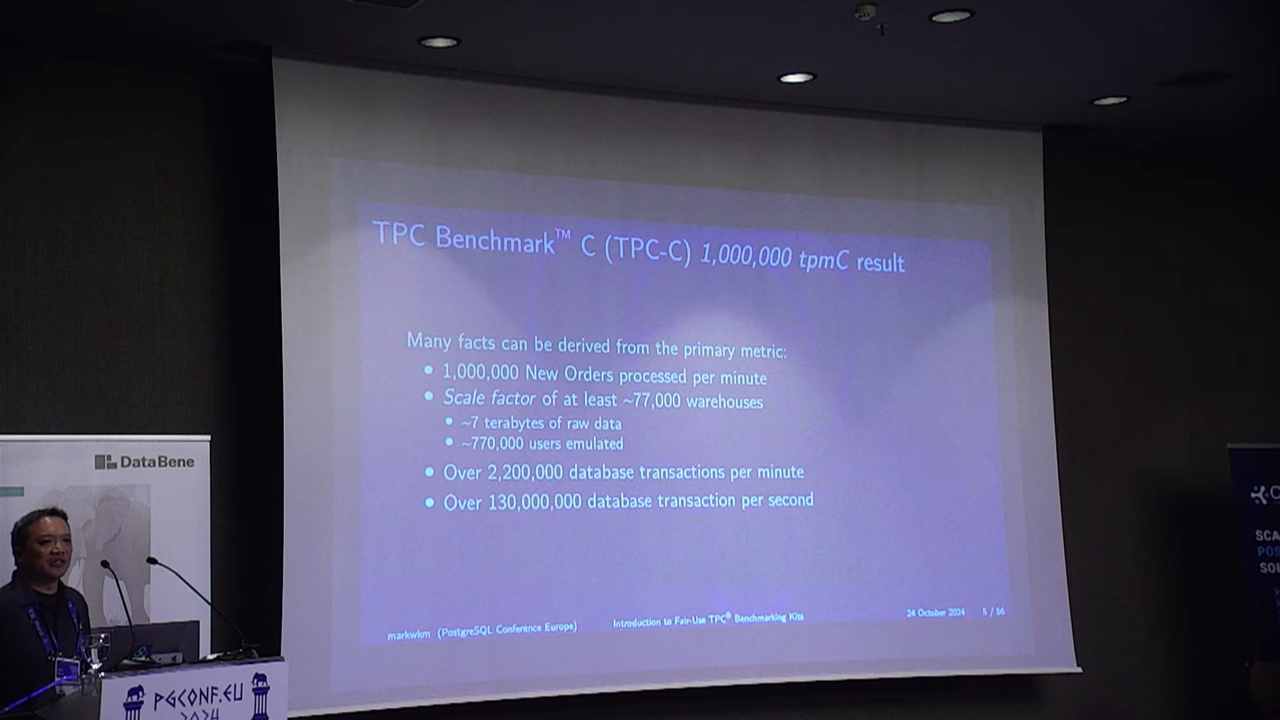 TPC Benchmark™ C (TPC-C) 1,000,000 tpmC result
Many facts can be derived from the primary metric:
• 1,000,000 New Orders processed per minute
• Scale factor of at least ~77,000 warehouses
• ~7 terabytes of raw data
• ~770,000 users emulated
• Over 2,200,000 database transactions per minute
• Over 130,000,000 database transaction per second
markwkm (PostgreSQL Conference Europe) Introduction to Fair-Use TPC® Benchmarking Kits 24 October 2024 5 / 56
DataBene
PGCONF.EU
2024
SCA
POS
SOL